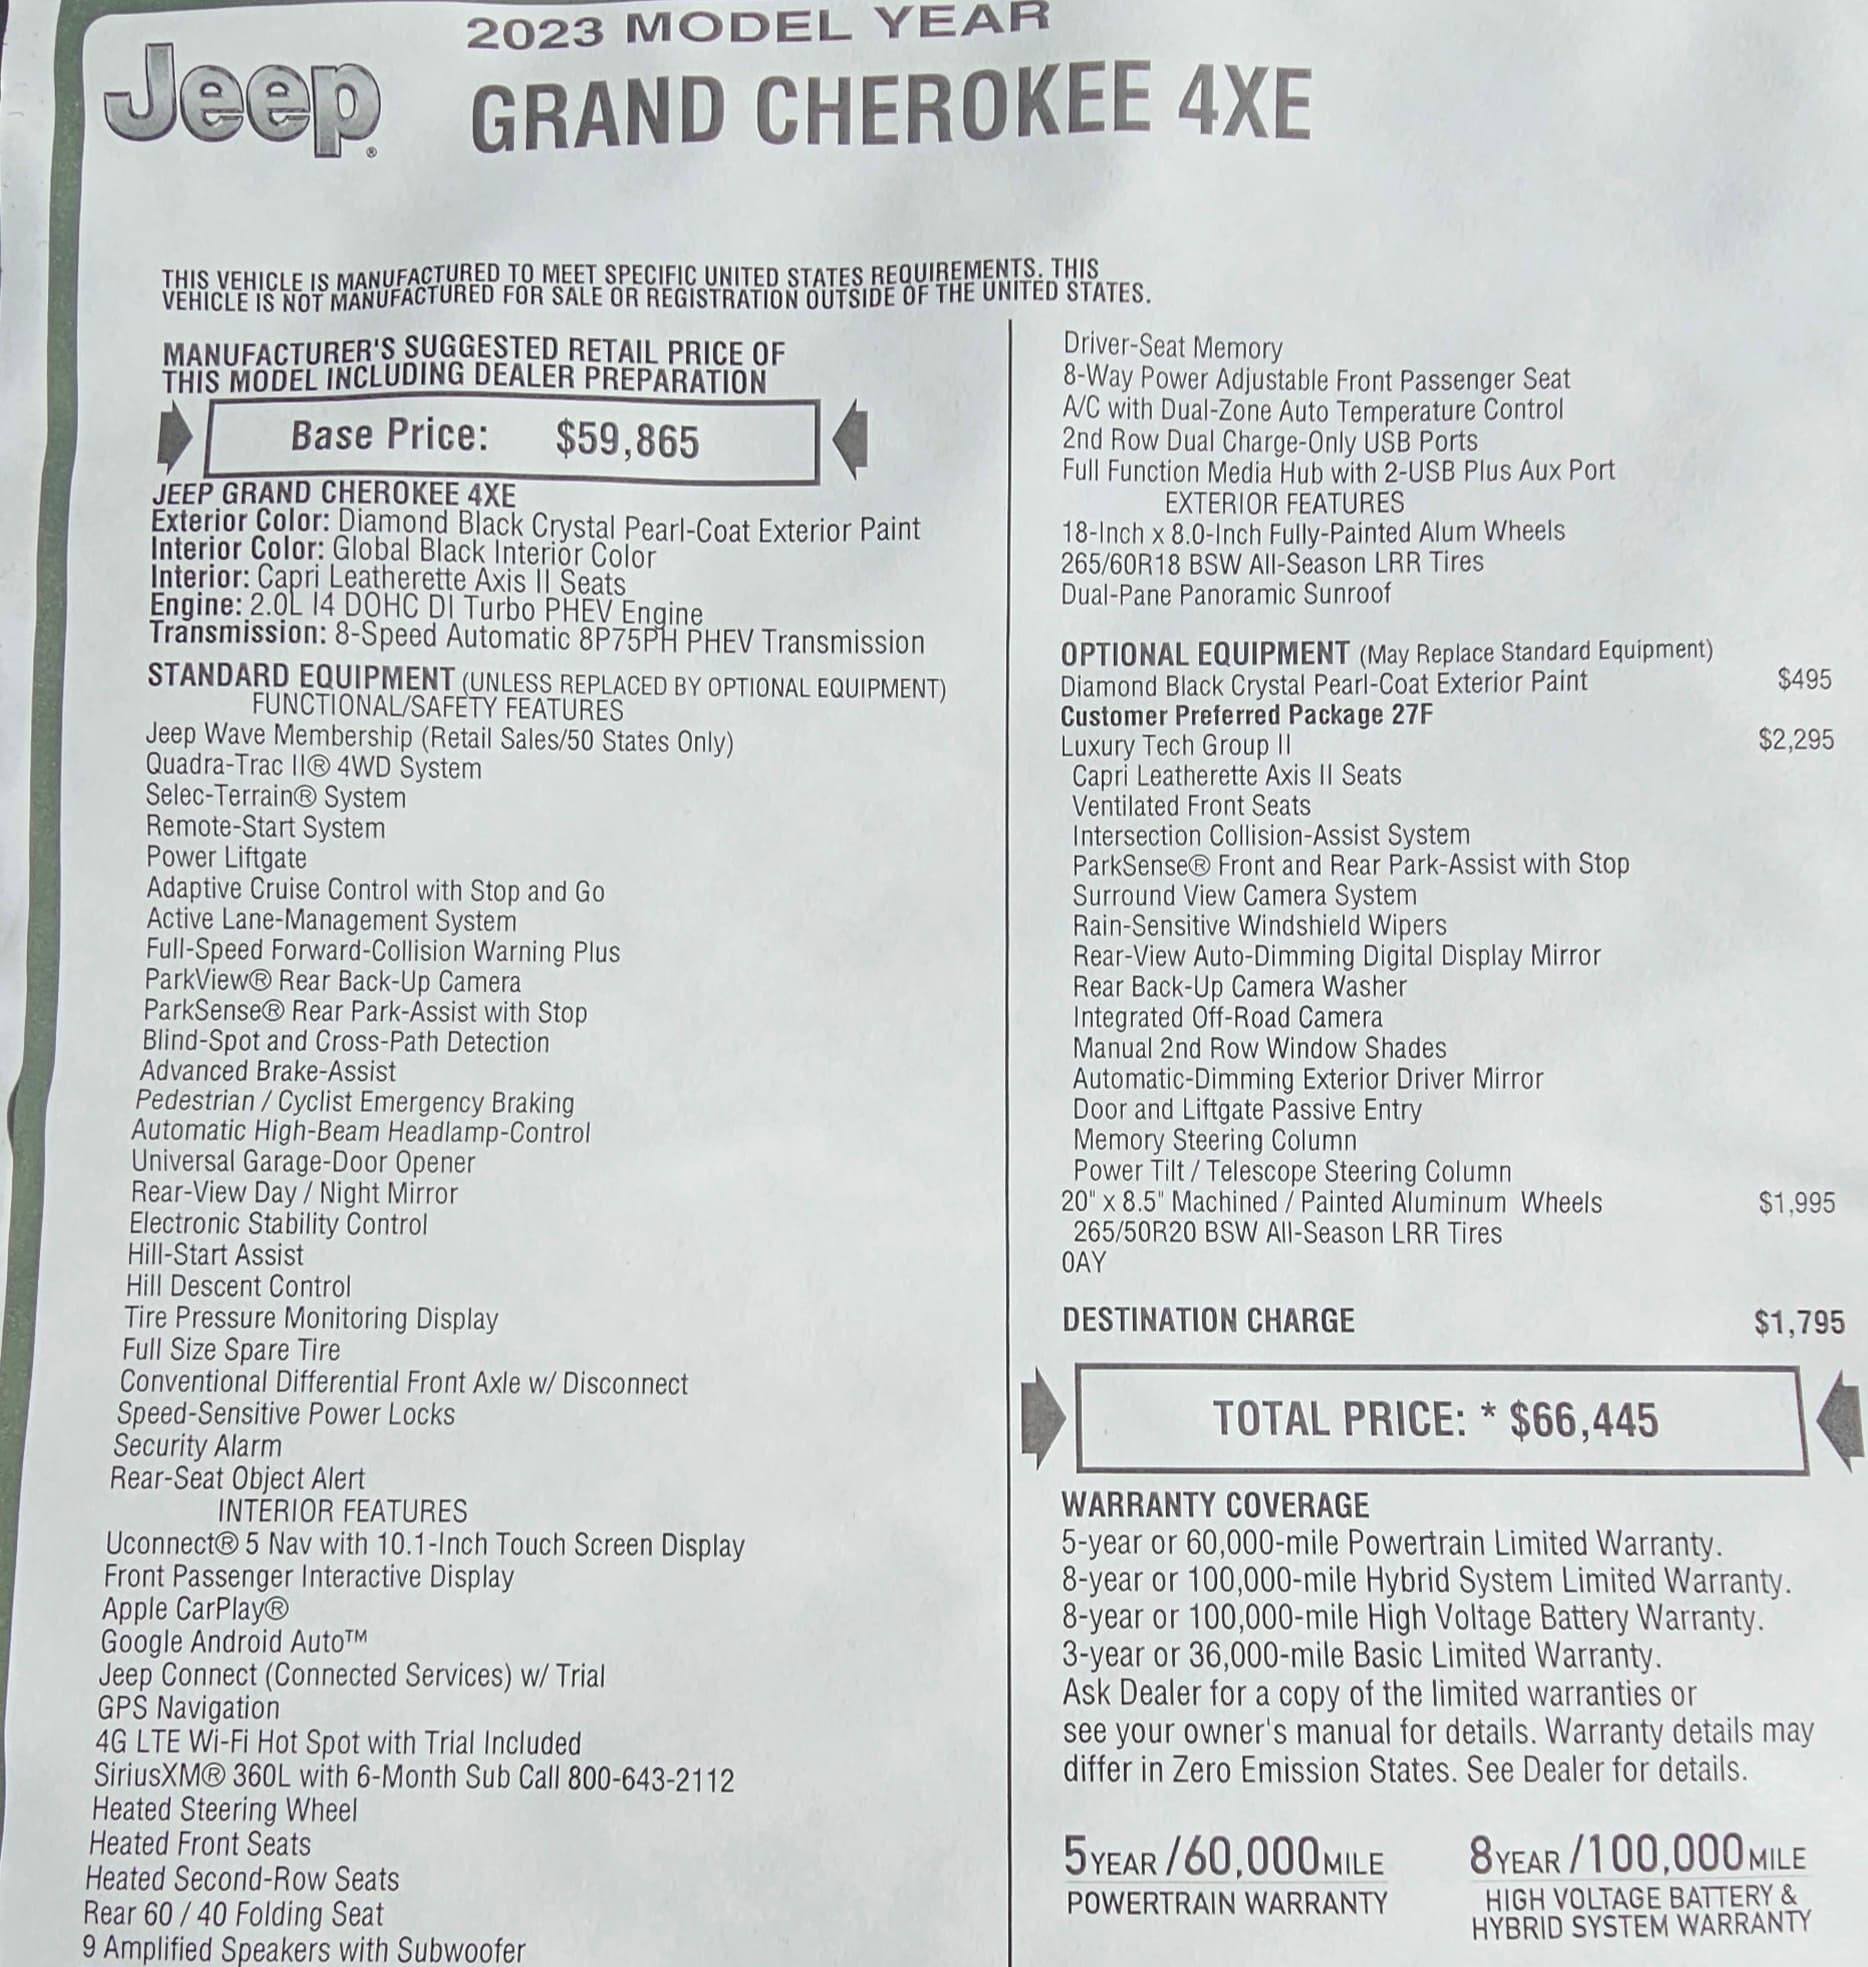 2023 MODEL YEAR
Jeep®
GRAND CHEROKEE 4XE
THIS VEHICLE IS MANUFACTURED TO MEET SPECIFIC UNITED STATES REQUIREMENTS. THIS
VEHICLE IS NOT MANUFACTURED FOR SALE OR REGISTRATION OUTSIDE OF THE UNITED STATES.
MANUFACTURER'S SUGGESTED RETAIL PRICE OF
THIS MODEL INCLUDING DEALER PREPARATION
Base Price: $59,865
JEEP GRAND CHEROKEE 4XE
Exterior Color: Diamond Black Crystal Pearl-Coat Exterior Paint
Interior Color: Global Black Interior Color
Interior: Capri Leatherette Axis II Seats
Engine: 2.0L I4 DOHC DI Turbo PHEV Engine
Transmission: 8-Speed Automatic 8P75PH PHEV Transmission
STANDARD EQUIPMENT (UNLESS REPLACED BY OPTIONAL EQUIPMENT)
FUNCTIONAL/SAFETY FEATURES
Jeep Wave Membership (Retail Sales/50 States Only)
Quadra-Trac II® 4WD System
Selec-Terrain® System
Remote-Start System
Power Liftgate
Adaptive Cruise Control with Stop and Go
Active Lane-Management System
Full-Speed Forward-Collision Warning Plus
ParkView® Rear Back-Up Camera
ParkSense® Rear Park-Assist with Stop
Blind-Spot and Cross-Path Detection
Advanced Brake-Assist
Pedestrian / Cyclist Emergency Braking
Automatic High-Beam Headlamp-Control
Universal Garage-Door Opener
Rear-View Day / Night Mirror
Electronic Stability Control
Hill-Start Assist
Hill Descent Control
Tire Pressure Monitoring Display
Full Size Spare Tire
Conventional Differential Front Axle w/ Disconnect
Speed-Sensitive Power Locks
Security Alarm
Rear-Seat Object Alert
INTERIOR FEATURES
Uconnect® 5 Nav with 10.1-Inch Touch Screen Display
Front Passenger Interactive Display
Apple CarPlay®
Google Android Auto™
Jeep Connect (Connected Services) w/ Trial
GPS Navigation
4G LTE Wi-Fi Hot Spot with Trial Included
SiriusXM® 360L with 6-Month Sub Call 800-643-2112
Heated Steering Wheel
Heated Front Seats
Heated Second-Row Seats
Rear 60 / 40 Folding Seat
9 Amplified Speakers with Subwoofer
Driver-Seat Memory
8-Way Power Adjustable Front Passenger Seat
A/C with Dual-Zone Auto Temperature Control
2nd Row Dual Charge-Only USB Ports
Full Function Media Hub with 2-USB Plus Aux Port
EXTERIOR FEATURES
18-Inch x 8.0-Inch Fully-Painted Alum Wheels
265/60R18 BSW All-Season LRR Tires
Dual-Pane Panoramic Sunroof
OPTIONAL EQUIPMENT (May Replace Standard Equipment)
Diamond Black Crystal Pearl-Coat Exterior Paint $495
Customer Preferred Package 27F
Luxury Tech Group II $2,295
Capri Leatherette Axis II Seats
Ventilated Front Seats
Intersection Collision-Assist System
ParkSense® Front and Rear Park-Assist with Stop
Surround View Camera System
Rain-Sensitive Windshield Wipers
Rear-View Auto-Dimming Digital Display Mirror
Rear Back-Up Camera Washer
Integrated Off-Road Camera
Manual 2nd Row Window Shades
Automatic-Dimming Exterior Driver Mirror
Door and Liftgate Passive Entry
Memory Steering Column
Power Tilt / Telescope Steering Column
20" x 8.5" Machined / Painted Aluminum Wheels $1,995
265/50R20 BSW All-Season LRR Tires
0AY
DESTINATION CHARGE $1,795
TOTAL PRICE: * $66,445
WARRANTY COVERAGE
5-year or 60,000-mile Powertrain Limited Warranty.
8-year or 100,000-mile Hybrid System Limited Warranty.
8-year or 100,000-mile High Voltage Battery Warranty.
3-year or 36,000-mile Basic Limited Warranty.
Ask Dealer for a copy of the limited warranties or
see your owner's manual for details. Warranty details may
differ in Zero Emission States. See Dealer for details.
5YEAR /60,000MILE
POWERTRAIN WARRANTY
8YEAR /100,000MILE
HIGH VOLTAGE BATTERY &
HYBRID SYSTEM WARRANTY